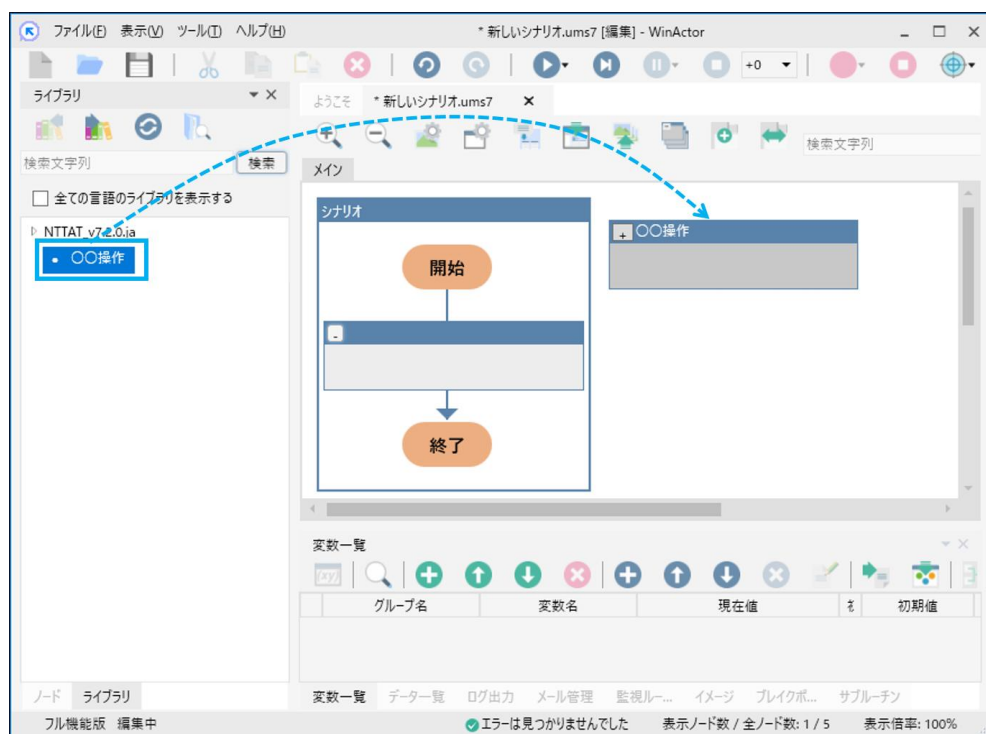 ファイル(F) 表示(V) ツール(T) ヘルプ(H)
* 新しいシナリオ.ums7 [編集] - WinActor
+0
ライブラリ
ようこそ * 新しいシナリオ.ums7
検索文字列 検索
検索文字列
メイン
全ての言語のライブラリを表示する
NTTAT_v7.2.0.ja
• 〇〇操作
シナリオ
+ 〇〇操作
開始
-
終了
変数一覧
グループ名 変数名 現在値 初期値
ノード ライブラリ
変数一覧 データ一覧 ログ出力 メール管理 監視ルー... イメージ ブレイクポ... サブルーチン
フル機能版 編集中 エラーは見つかりませんでした 表示ノード数 / 全ノード数: 1 / 5 表示倍率: 100%